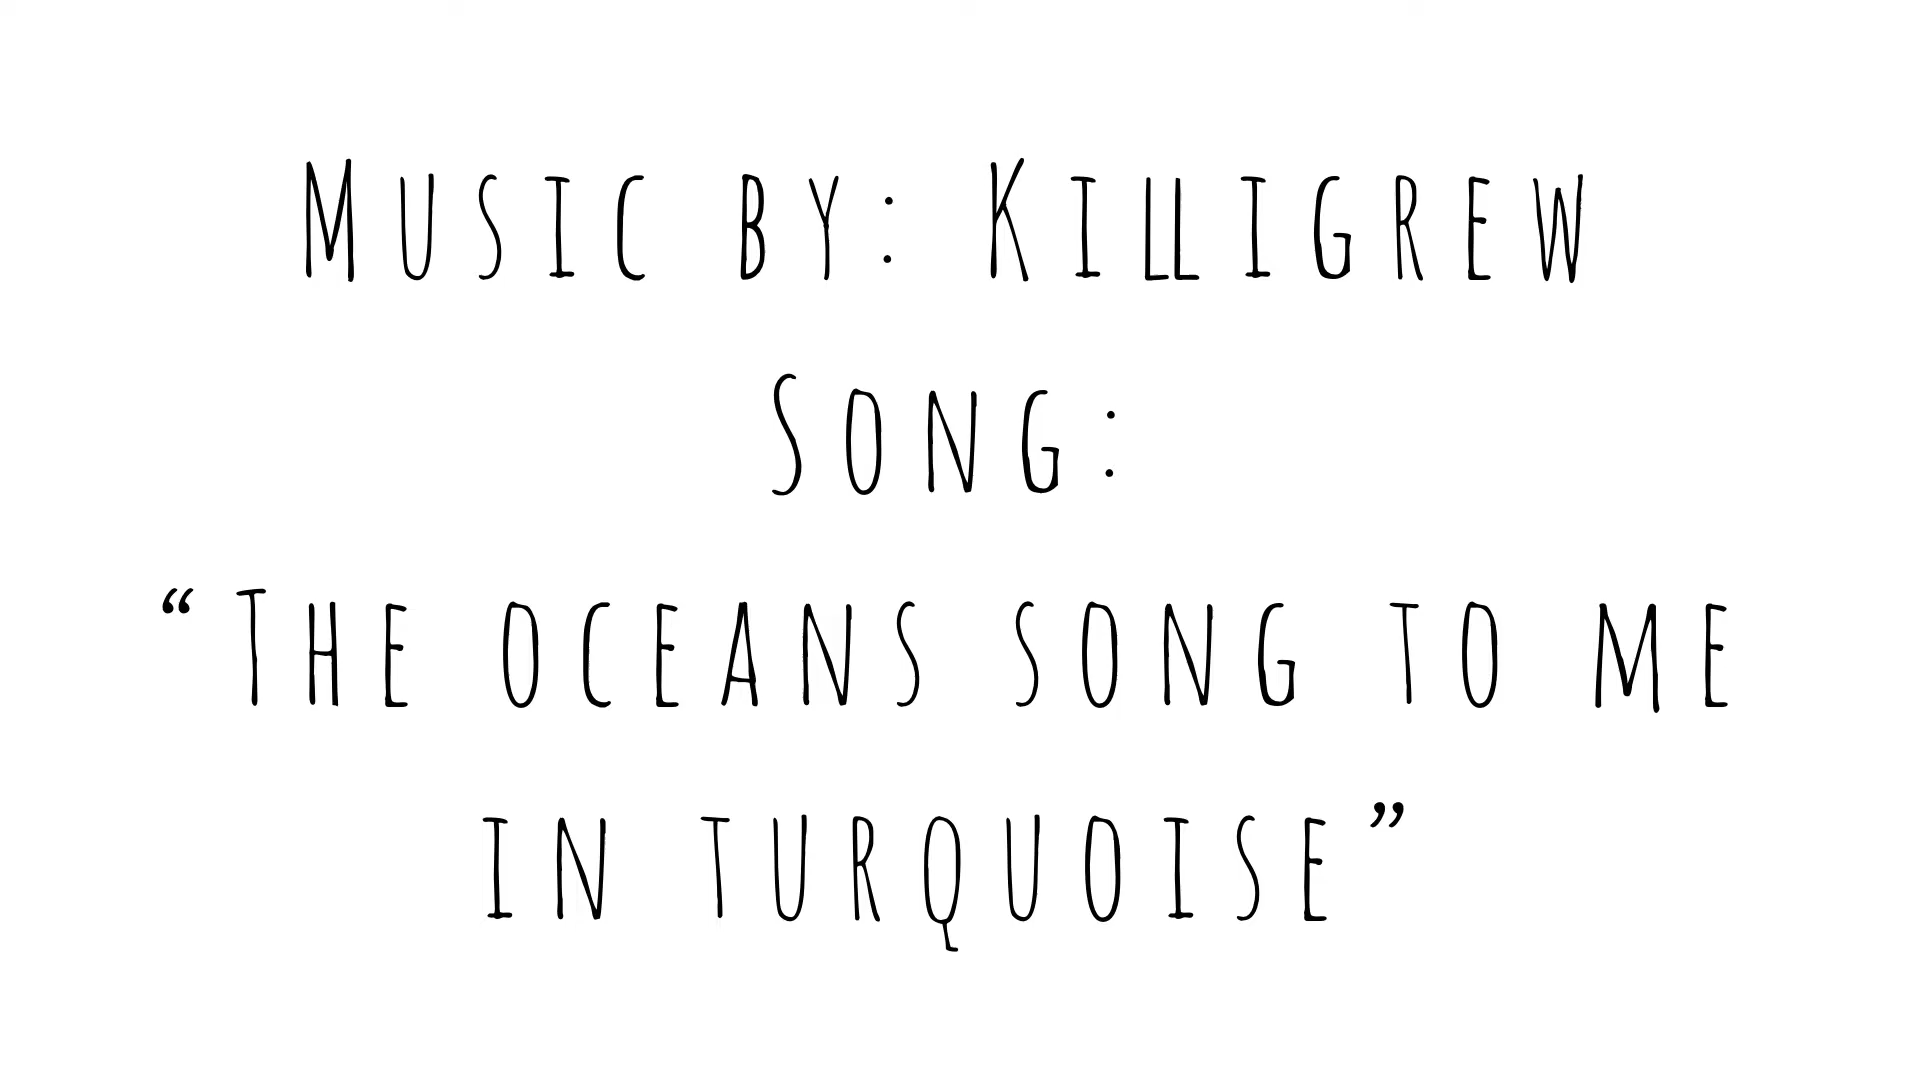 Music by: Killigrew
Song:
“The oceans song to me
in turquoise”